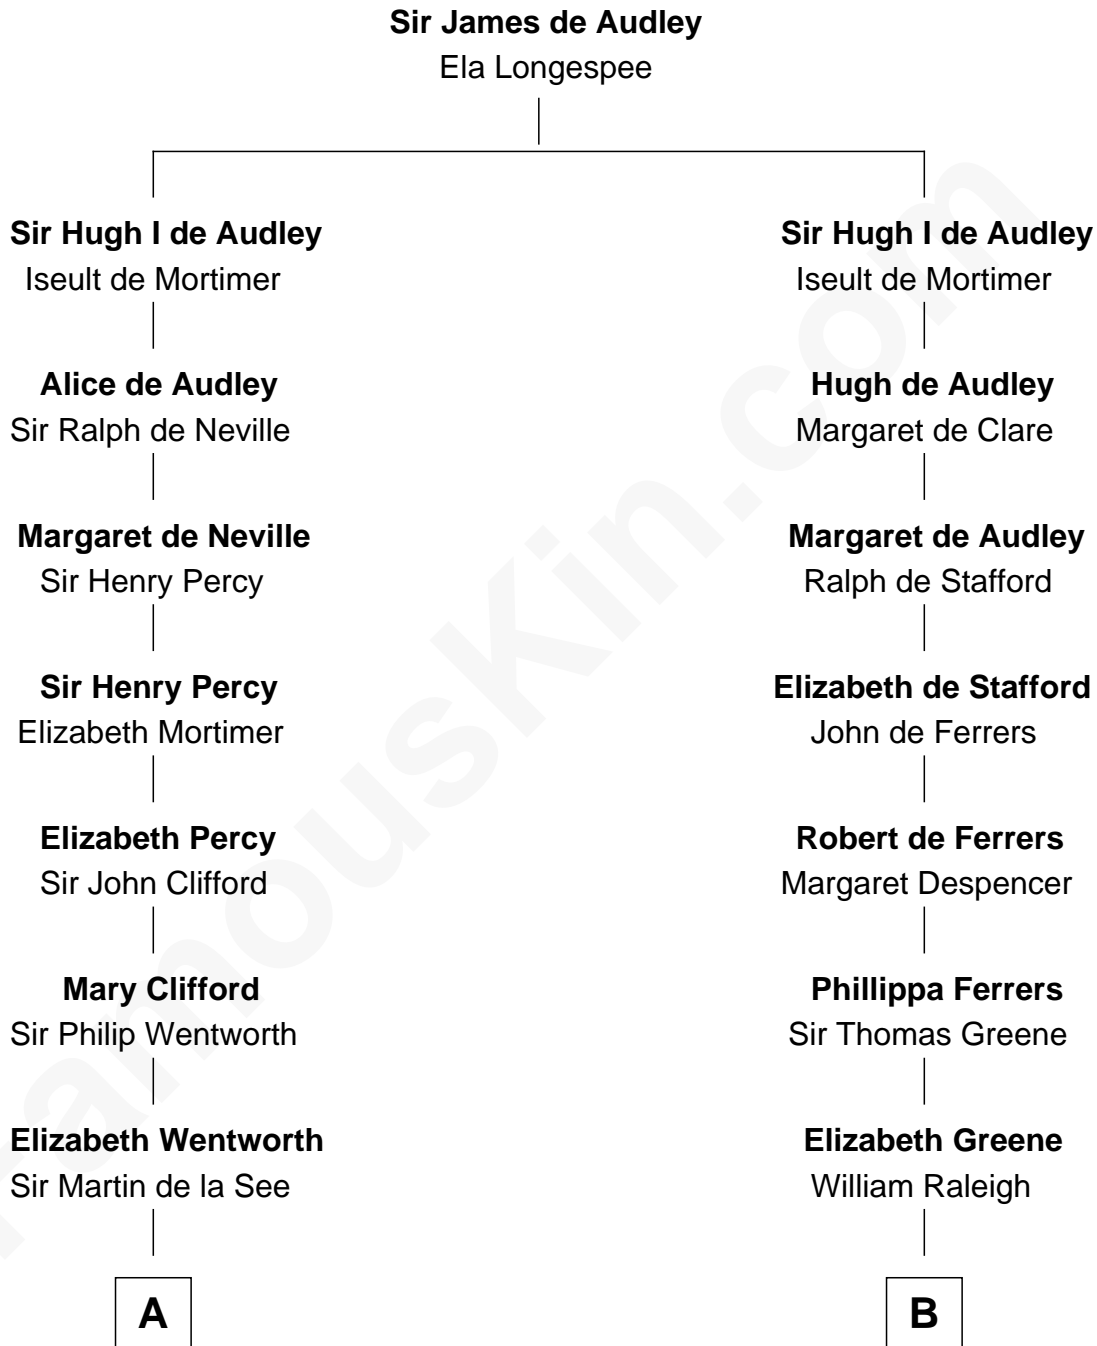 Sir James de Audley
Ela Longespee
Sir Hugh I de Audley
Iseult de Mortimer
Sir Hugh I de Audley
Iseult de Mortimer
Alice de Audley
Sir Ralph de Neville
Hugh de Audley
Margaret de Clare
Margaret de Neville
Sir Henry Percy
Margaret de Audley
Ralph de Stafford
Sir Henry Percy
Elizabeth Mortimer
Elizabeth de Stafford
John de Ferrers
Elizabeth Percy
Sir John Clifford
Robert de Ferrers
Margaret Despencer
Mary Clifford
Sir Philip Wentworth
Phillippa Ferrers
Sir Thomas Greene
Elizabeth Wentworth
Sir Martin de la See
Elizabeth Greene
William Raleigh
A
B
famouskin.com